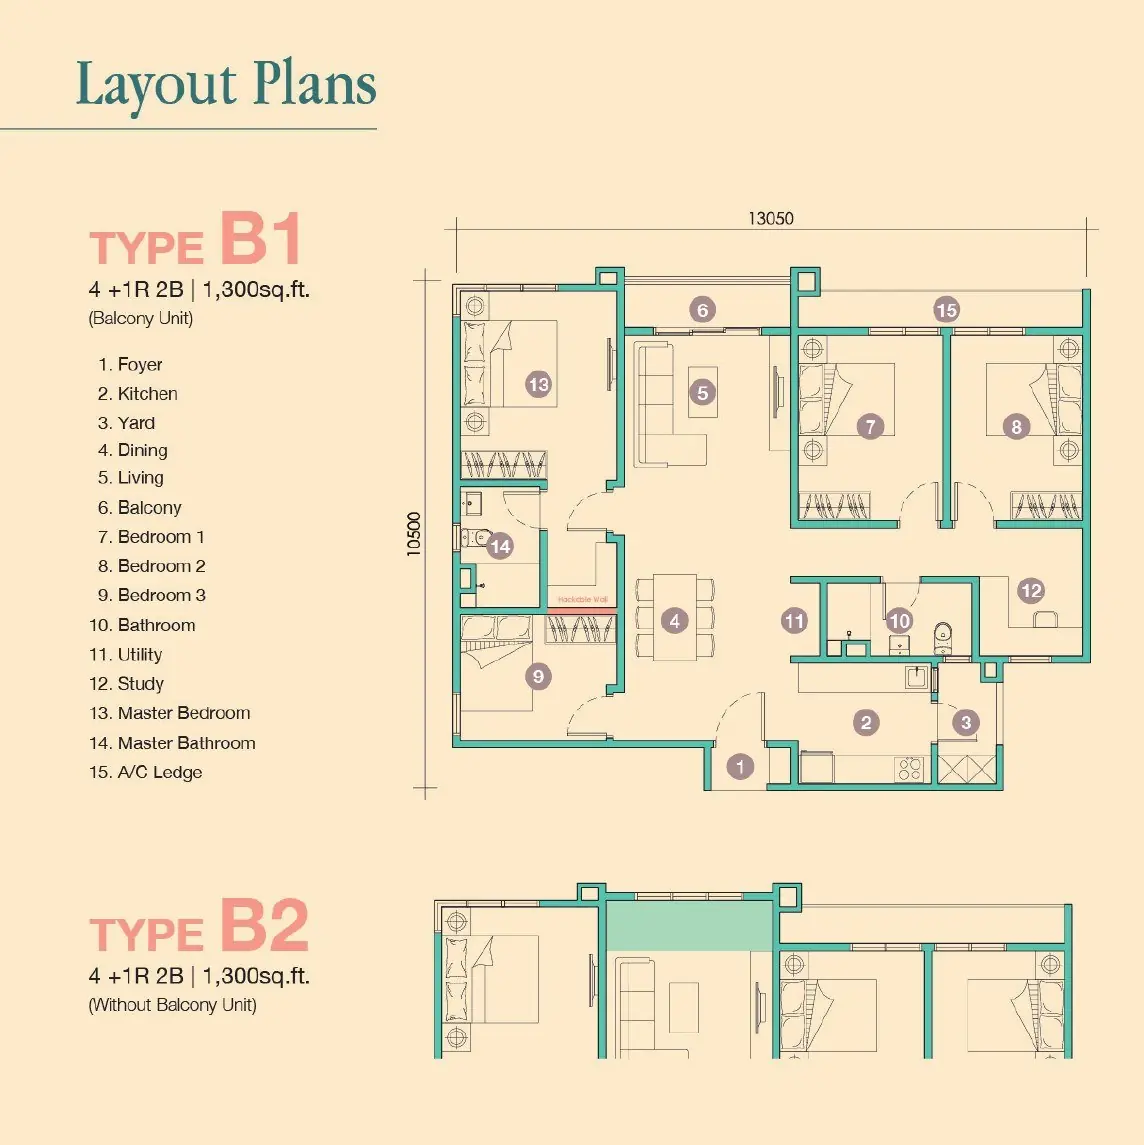 Layout Plans
TYPE B1
4 +1R 2B | 1,300sq.ft.
(Balcony Unit)
1. Foyer
2. Kitchen
3. Yard
4. Dining
5. Living
6. Balcony
7. Bedroom 1
8. Bedroom 2
9. Bedroom 3
10. Bathroom
11. Utility
12. Study
13. Master Bedroom
14. Master Bathroom
15. A/C Ledge
13050
10500
6
15
13
5
7
8
14
12
4
11
10
Hackable Wall
9
2
3
1
TYPE B2
4 +1R 2B | 1,300sq.ft.
(Without Balcony Unit)